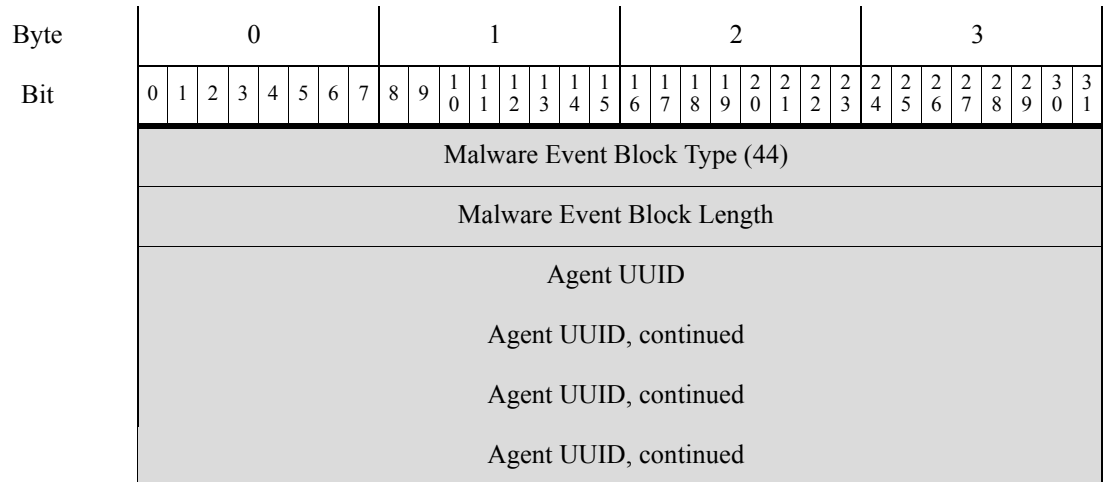 Byte 0 1 2 3
Bit 0 1 2 3 4 5 6 7 8 9 10 11 12 13 14 15 16 17 18 19 20 21 22 23 24 25 26 27 28 29 30 31
Malware Event Block Type (44)
Malware Event Block Length
Agent UUID
Agent UUID, continued
Agent UUID, continued
Agent UUID, continued